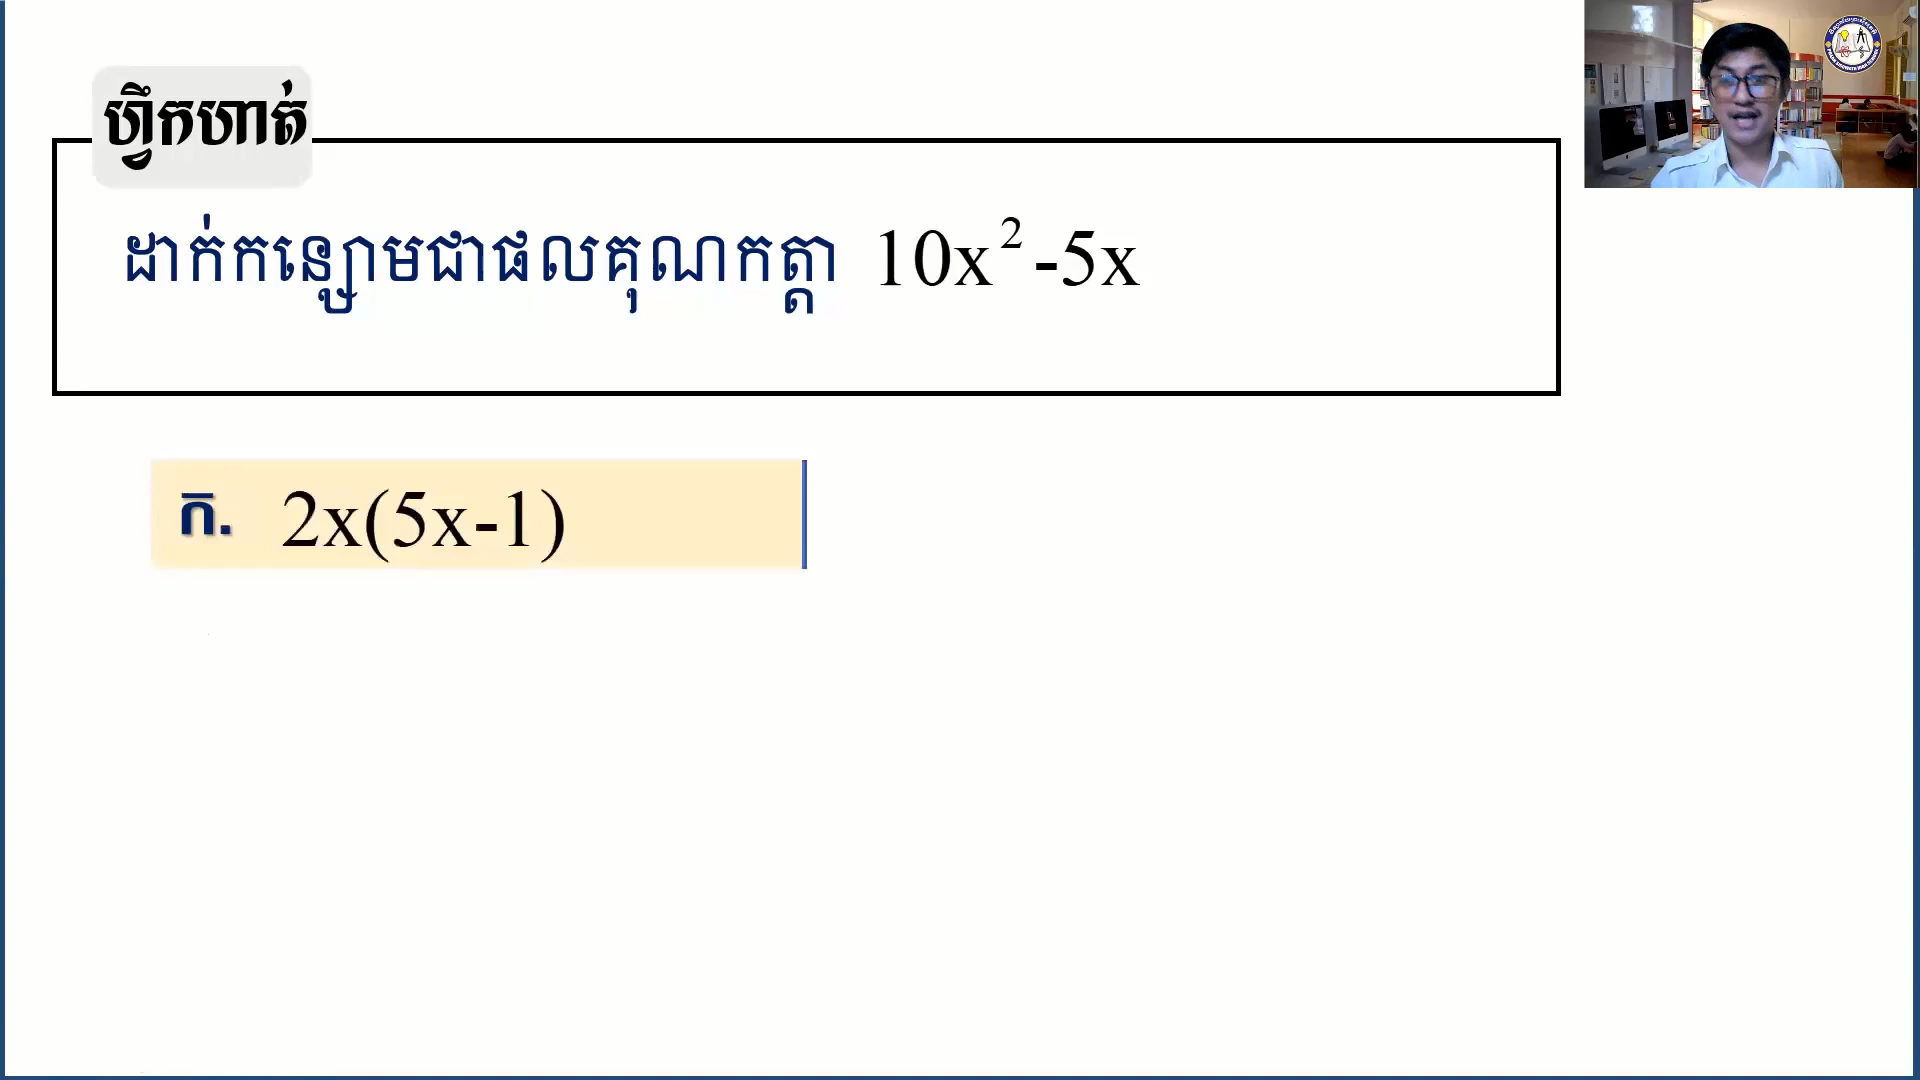 ហ្វឹកហាត់
ដាក់កន្សោមជាផលគុណកត្តា 10x²-5x
ក. 2x(5x-1)